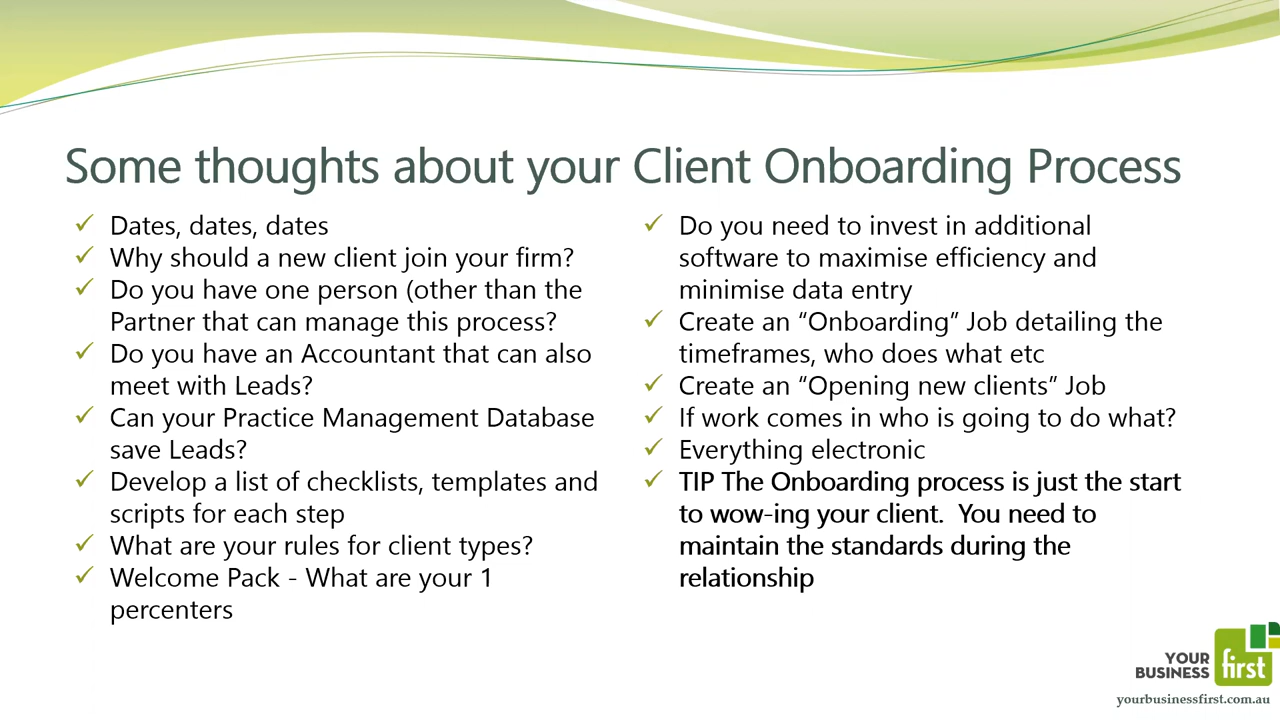 Some thoughts about your Client Onboarding Process
✓ Dates, dates, dates
✓ Why should a new client join your firm?
✓ Do you have one person (other than the
Partner that can manage this process?
✓ Do you have an Accountant that can also
meet with Leads?
✓ Can your Practice Management Database
save Leads?
✓ Develop a list of checklists, templates and
scripts for each step
✓ What are your rules for client types?
✓ Welcome Pack - What are your 1
percenters
✓ Do you need to invest in additional
software to maximise efficiency and
minimise data entry
✓ Create an “Onboarding” Job detailing the
timeframes, who does what etc
✓ Create an “Opening new clients” Job
✓ If work comes in who is going to do what?
✓ Everything electronic
✓ TIP The Onboarding process is just the start
to wow-ing your client.  You need to
maintain the standards during the
relationship
YOUR
BUSINESS
first
yourbusinessfirst.com.au